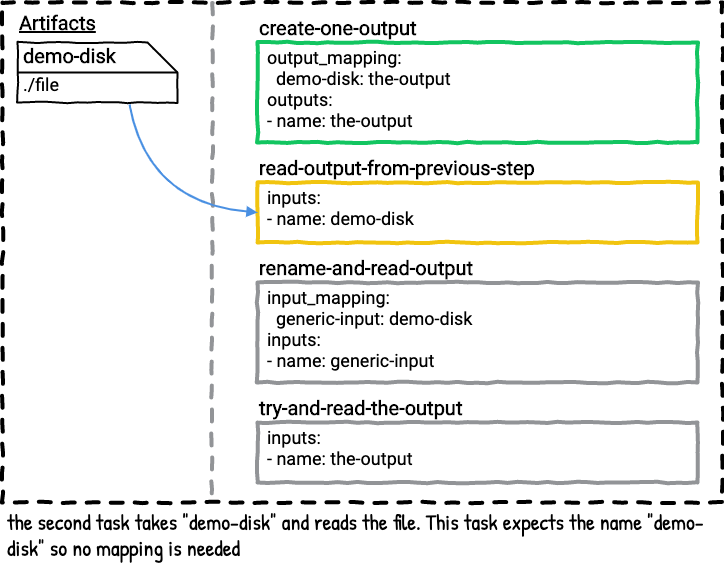 Artifacts
demo-disk
./file
create-one-output
output_mapping:
demo-disk: the-output
outputs:
- name: the-output
read-output-from-previous-step
inputs:
- name: demo-disk
rename-and-read-output
input_mapping:
generic-input: demo-disk
inputs:
- name: generic-input
try-and-read-the-output
inputs:
- name: the-output
the second task takes "demo-disk" and reads the file. This task expects the name "demo-
disk" so no mapping is needed